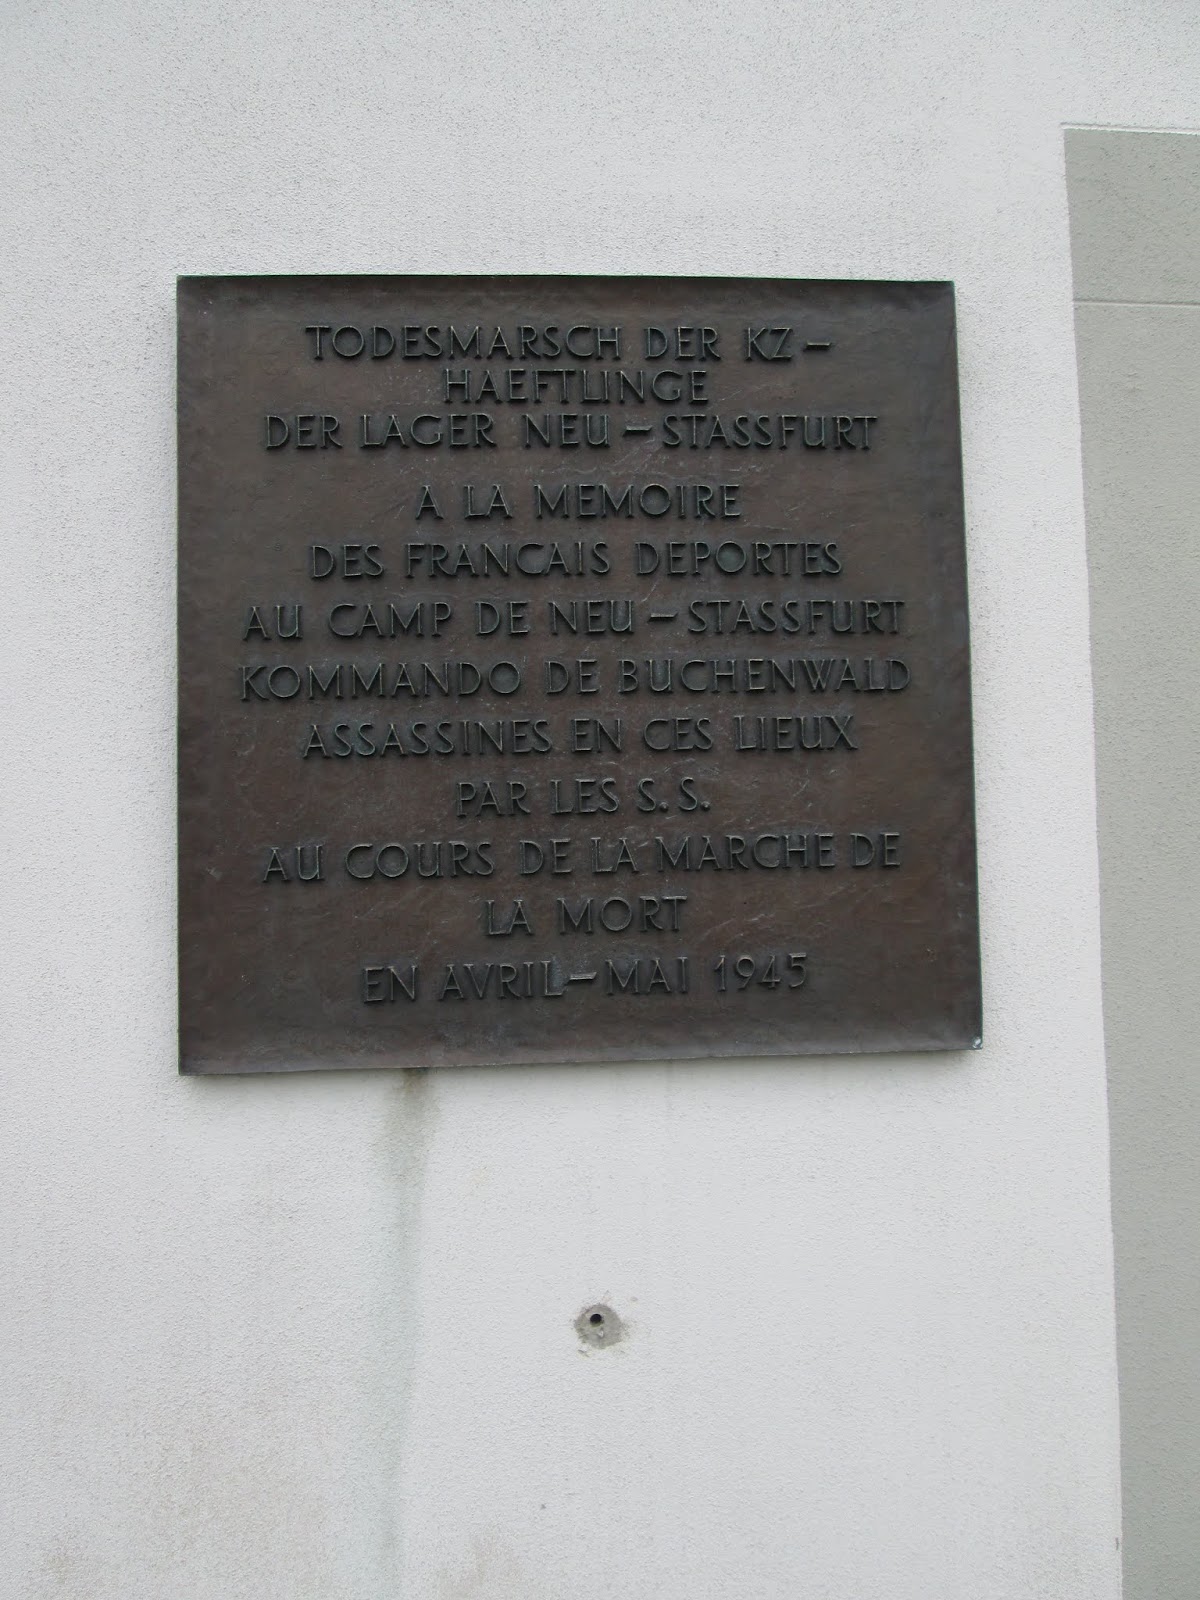 TODESMARSCH DER KZ –
HAEFTLINGE
DER LAGER NEU – STASSFURT
A LA MEMOIRE
DES FRANCAIS DEPORTES
AU CAMP DE NEU – STASSFURT
KOMMANDO DE BUCHENWALD
ASSASSINES EN CES LIEUX
PAR LES S. S.
AU COURS DE LA MARCHE DE
LA MORT
EN AVRIL – MAI 1945